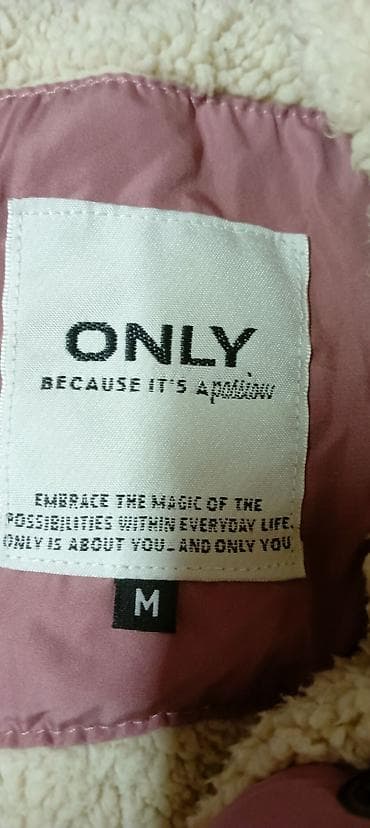 ONLY
BECAUSE IT'S A passion
EMBRACE THE MAGIC OF THE
POSSIBILITIES WITHIN EVERYDAY LIFE.
ONLY IS ABOUT YOU... AND ONLY YOU
M